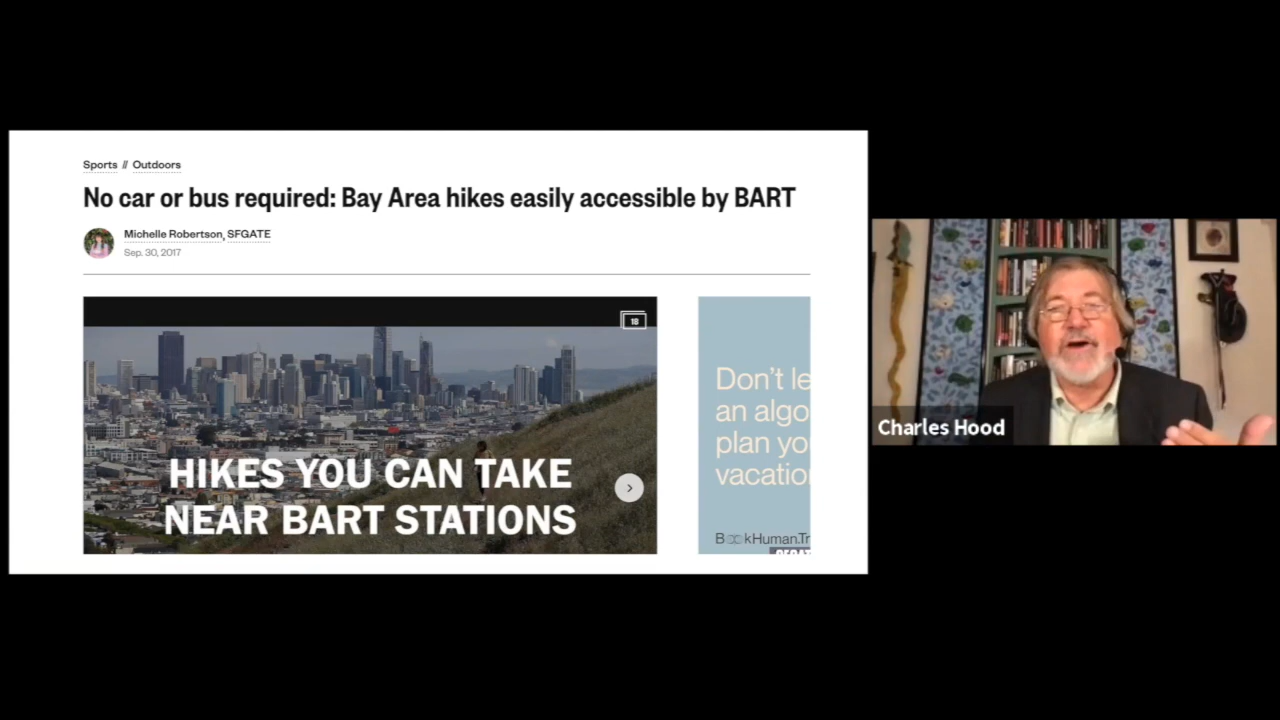 Sports // Outdoors
No car or bus required: Bay Area hikes easily accessible by BART
Michelle Robertson, SFGATE
Sep. 30, 2017
18
HIKES YOU CAN TAKE
NEAR BART STATIONS
Don't le
an algo
plan yo
vacatio
kHuman.Tr
Charles Hood